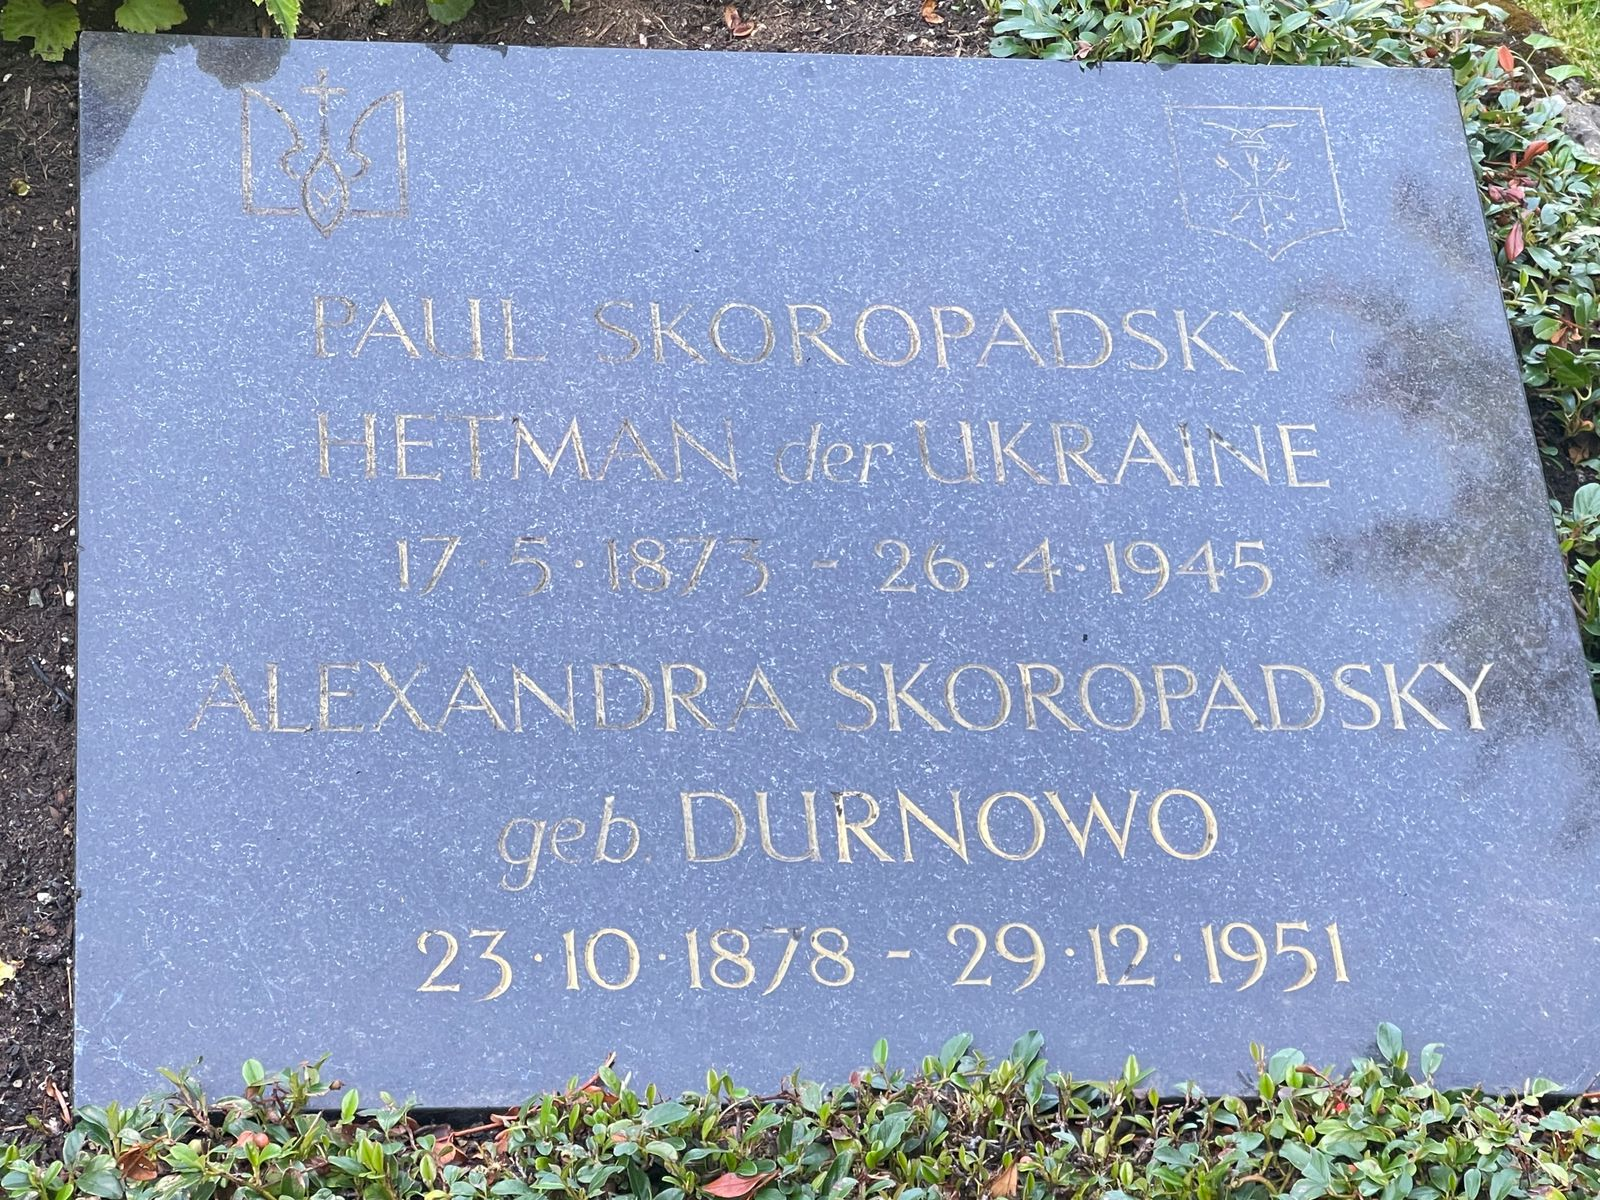 PAUL SKOROPADSKY
HETMAN der UKRAINE
17·5·1873 - 26·4·1945
ALEXANDRA SKOROPADSKY
geb. DURNOWO
23·10·1878 - 29·12·1951